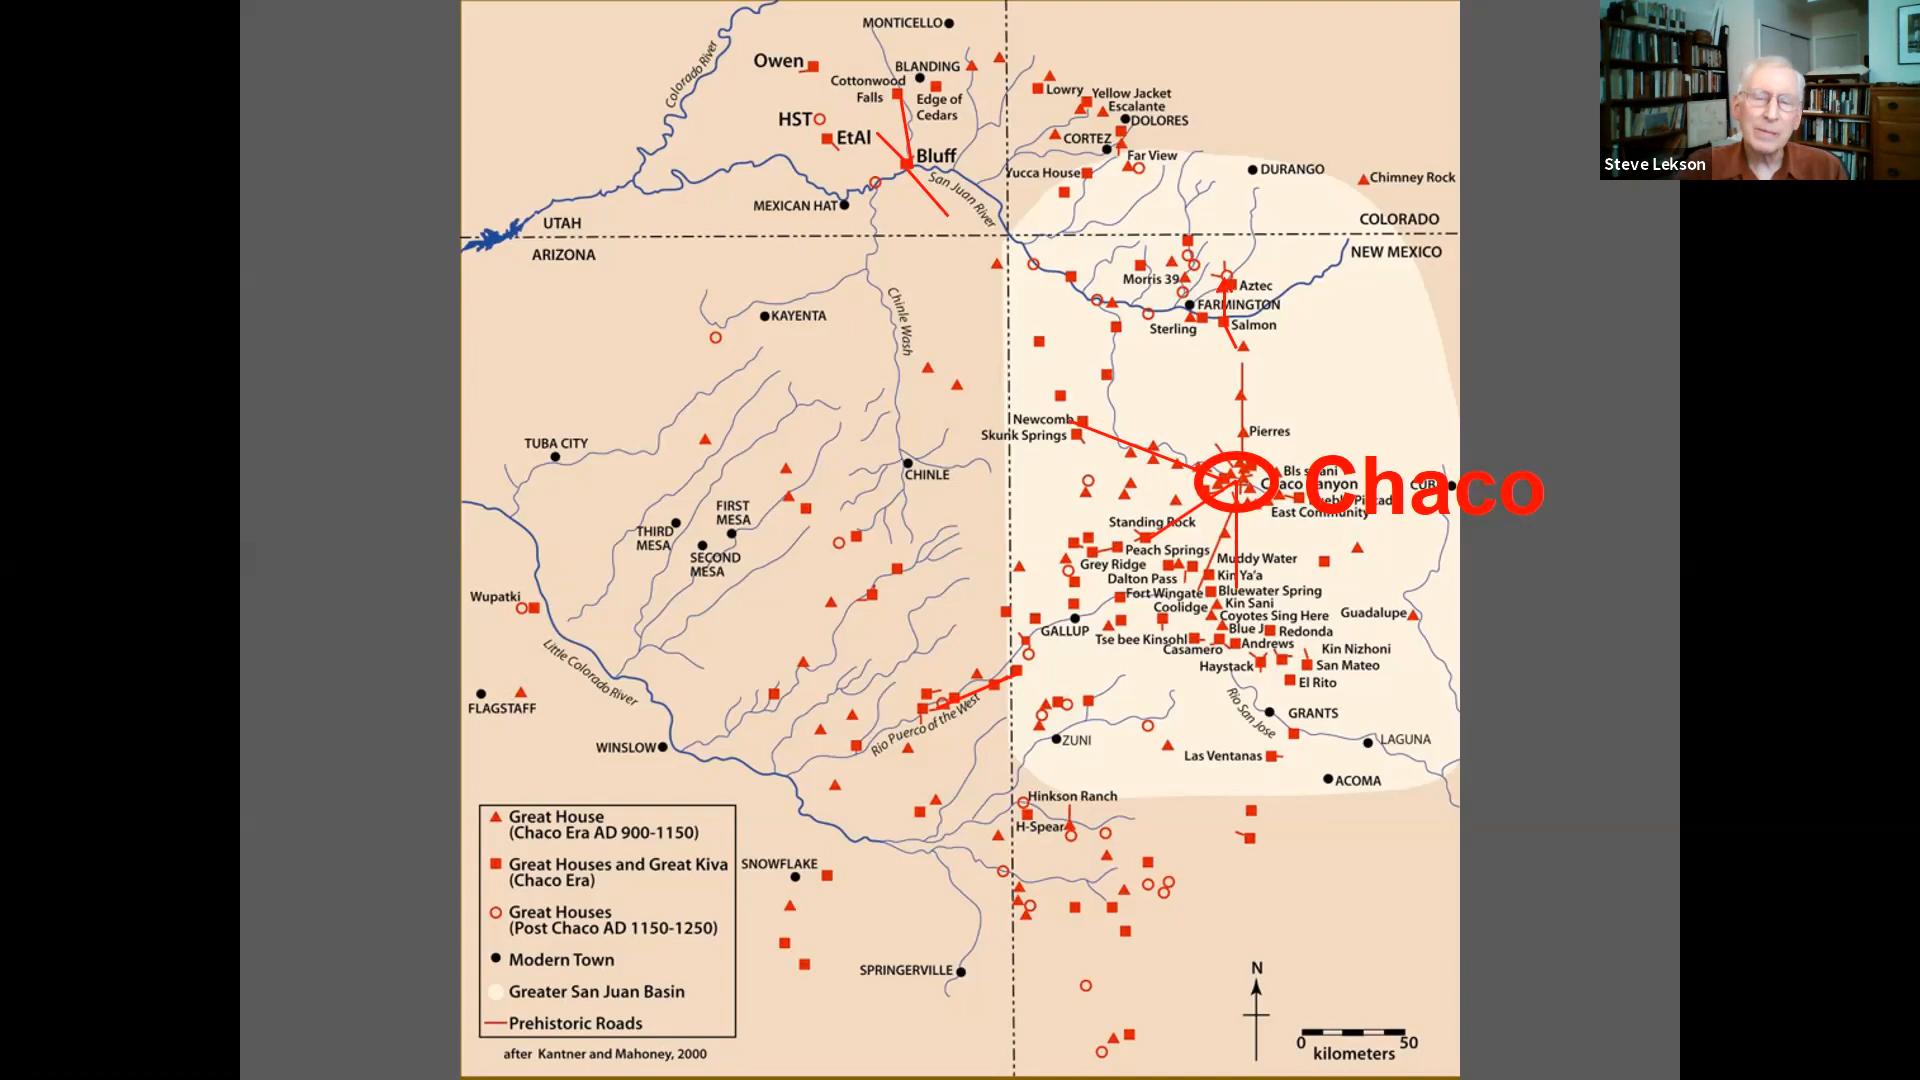 MONTICELLO
Colorado River
Owen
BLANDING
Cottonwood
Falls
Edge of
Cedars
Lowry
Yellow Jacket
Escalante
DOLORES
HST
EtAl
CORTEZ
Bluff
Far View
Yucca House
San Juan River
DURANGO
Chimney Rock
Steve Lekson
MEXICAN HAT
UTAH
ARIZONA
COLORADO
NEW MEXICO
Morris 39
Aztec
FARMINGTON
Sterling
Salmon
KAYENTA
Chinle Wash
Newcomb
Skunk Springs
Pierres
TUBA CITY
CHINLE
Chaco Canyon
Chaco
East Community
FIRST
MESA
THIRD
MESA
SECOND
MESA
Standing Rock
Peach Springs
Grey Ridge
Muddy Water
Dalton Pass
Kin Ya'a
Fort Wingate
Bluewater Spring
Coolidge
Kin Sani
Coyotes Sing Here
Guadalupe
Wupatki
GALLUP
Blue J
Redonda
Tse bee Kinsohl
Casamero
Andrews
Kin Nizhoni
Haystack
San Mateo
El Rito
Little Colorado River
FLAGSTAFF
Rio Puerco of the West
Rio San Jose
GRANTS
WINSLOW
ZUNI
LAGUNA
Las Ventanas
ACOMA
Hinkson Ranch
H-Spear
SNOWFLAKE
SPRINGERVILLE
Great House
(Chaco Era AD 900-1150)
Great Houses and Great Kiva
(Chaco Era)
Great Houses
(Post Chaco AD 1150-1250)
Modern Town
Greater San Juan Basin
Prehistoric Roads
after Kantner and Mahoney, 2000
N
0 50
kilometers